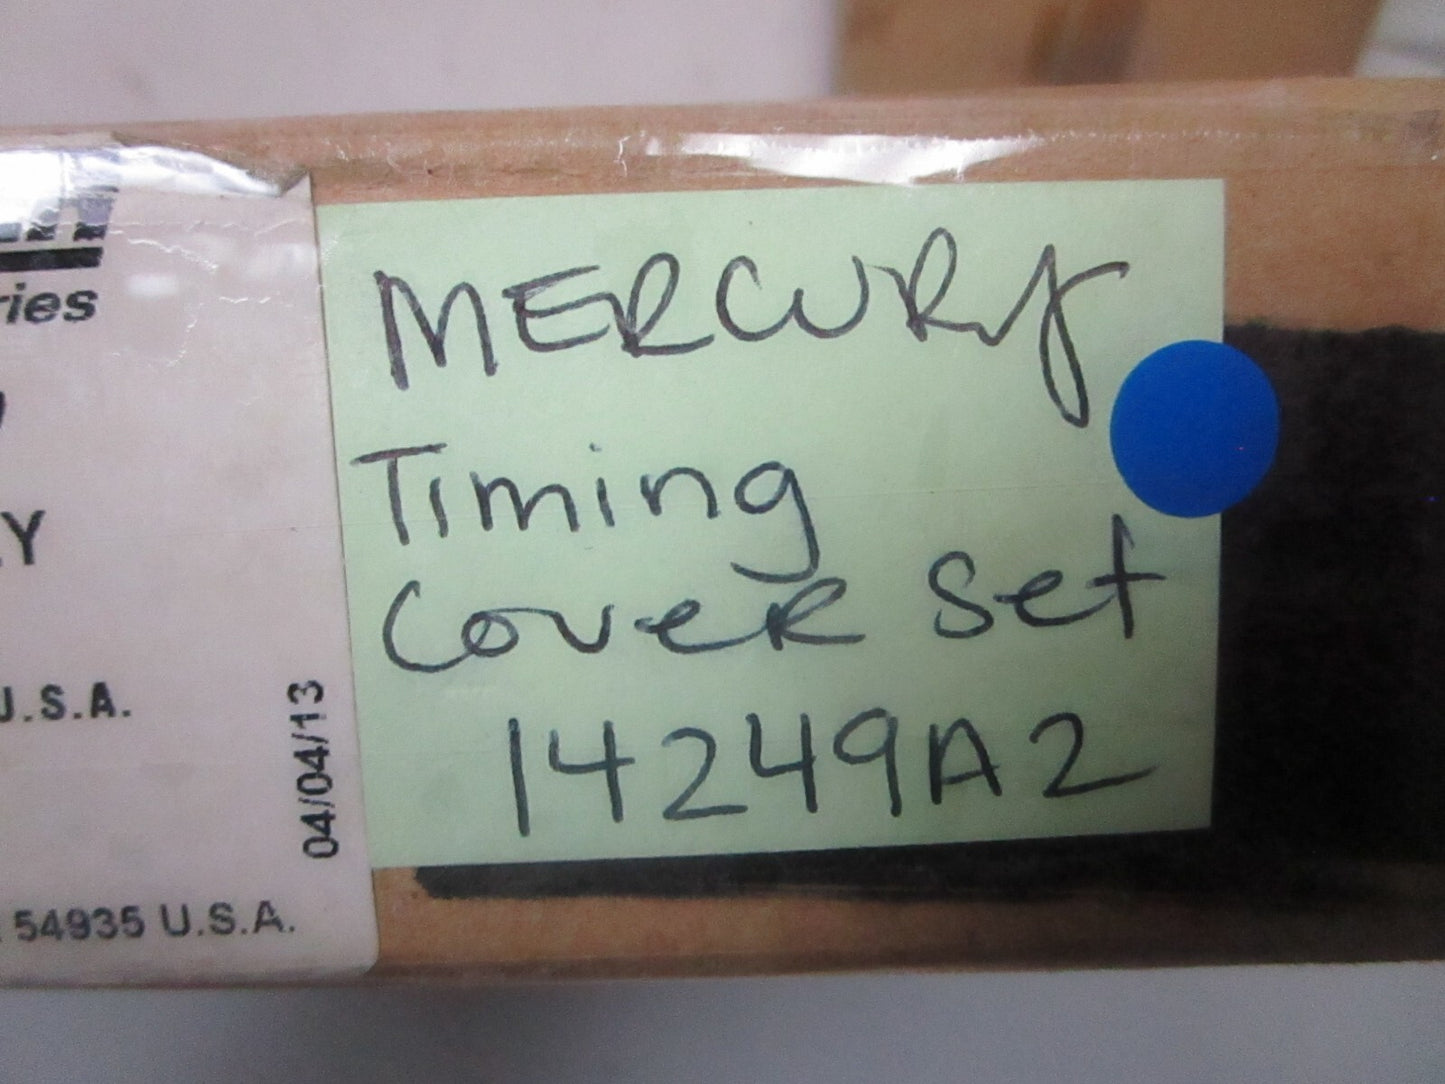 ries
Y
U.S.A.
04/04/13
54935 U.S.A.
MERCURY
Timing
Cover Set
14249A2